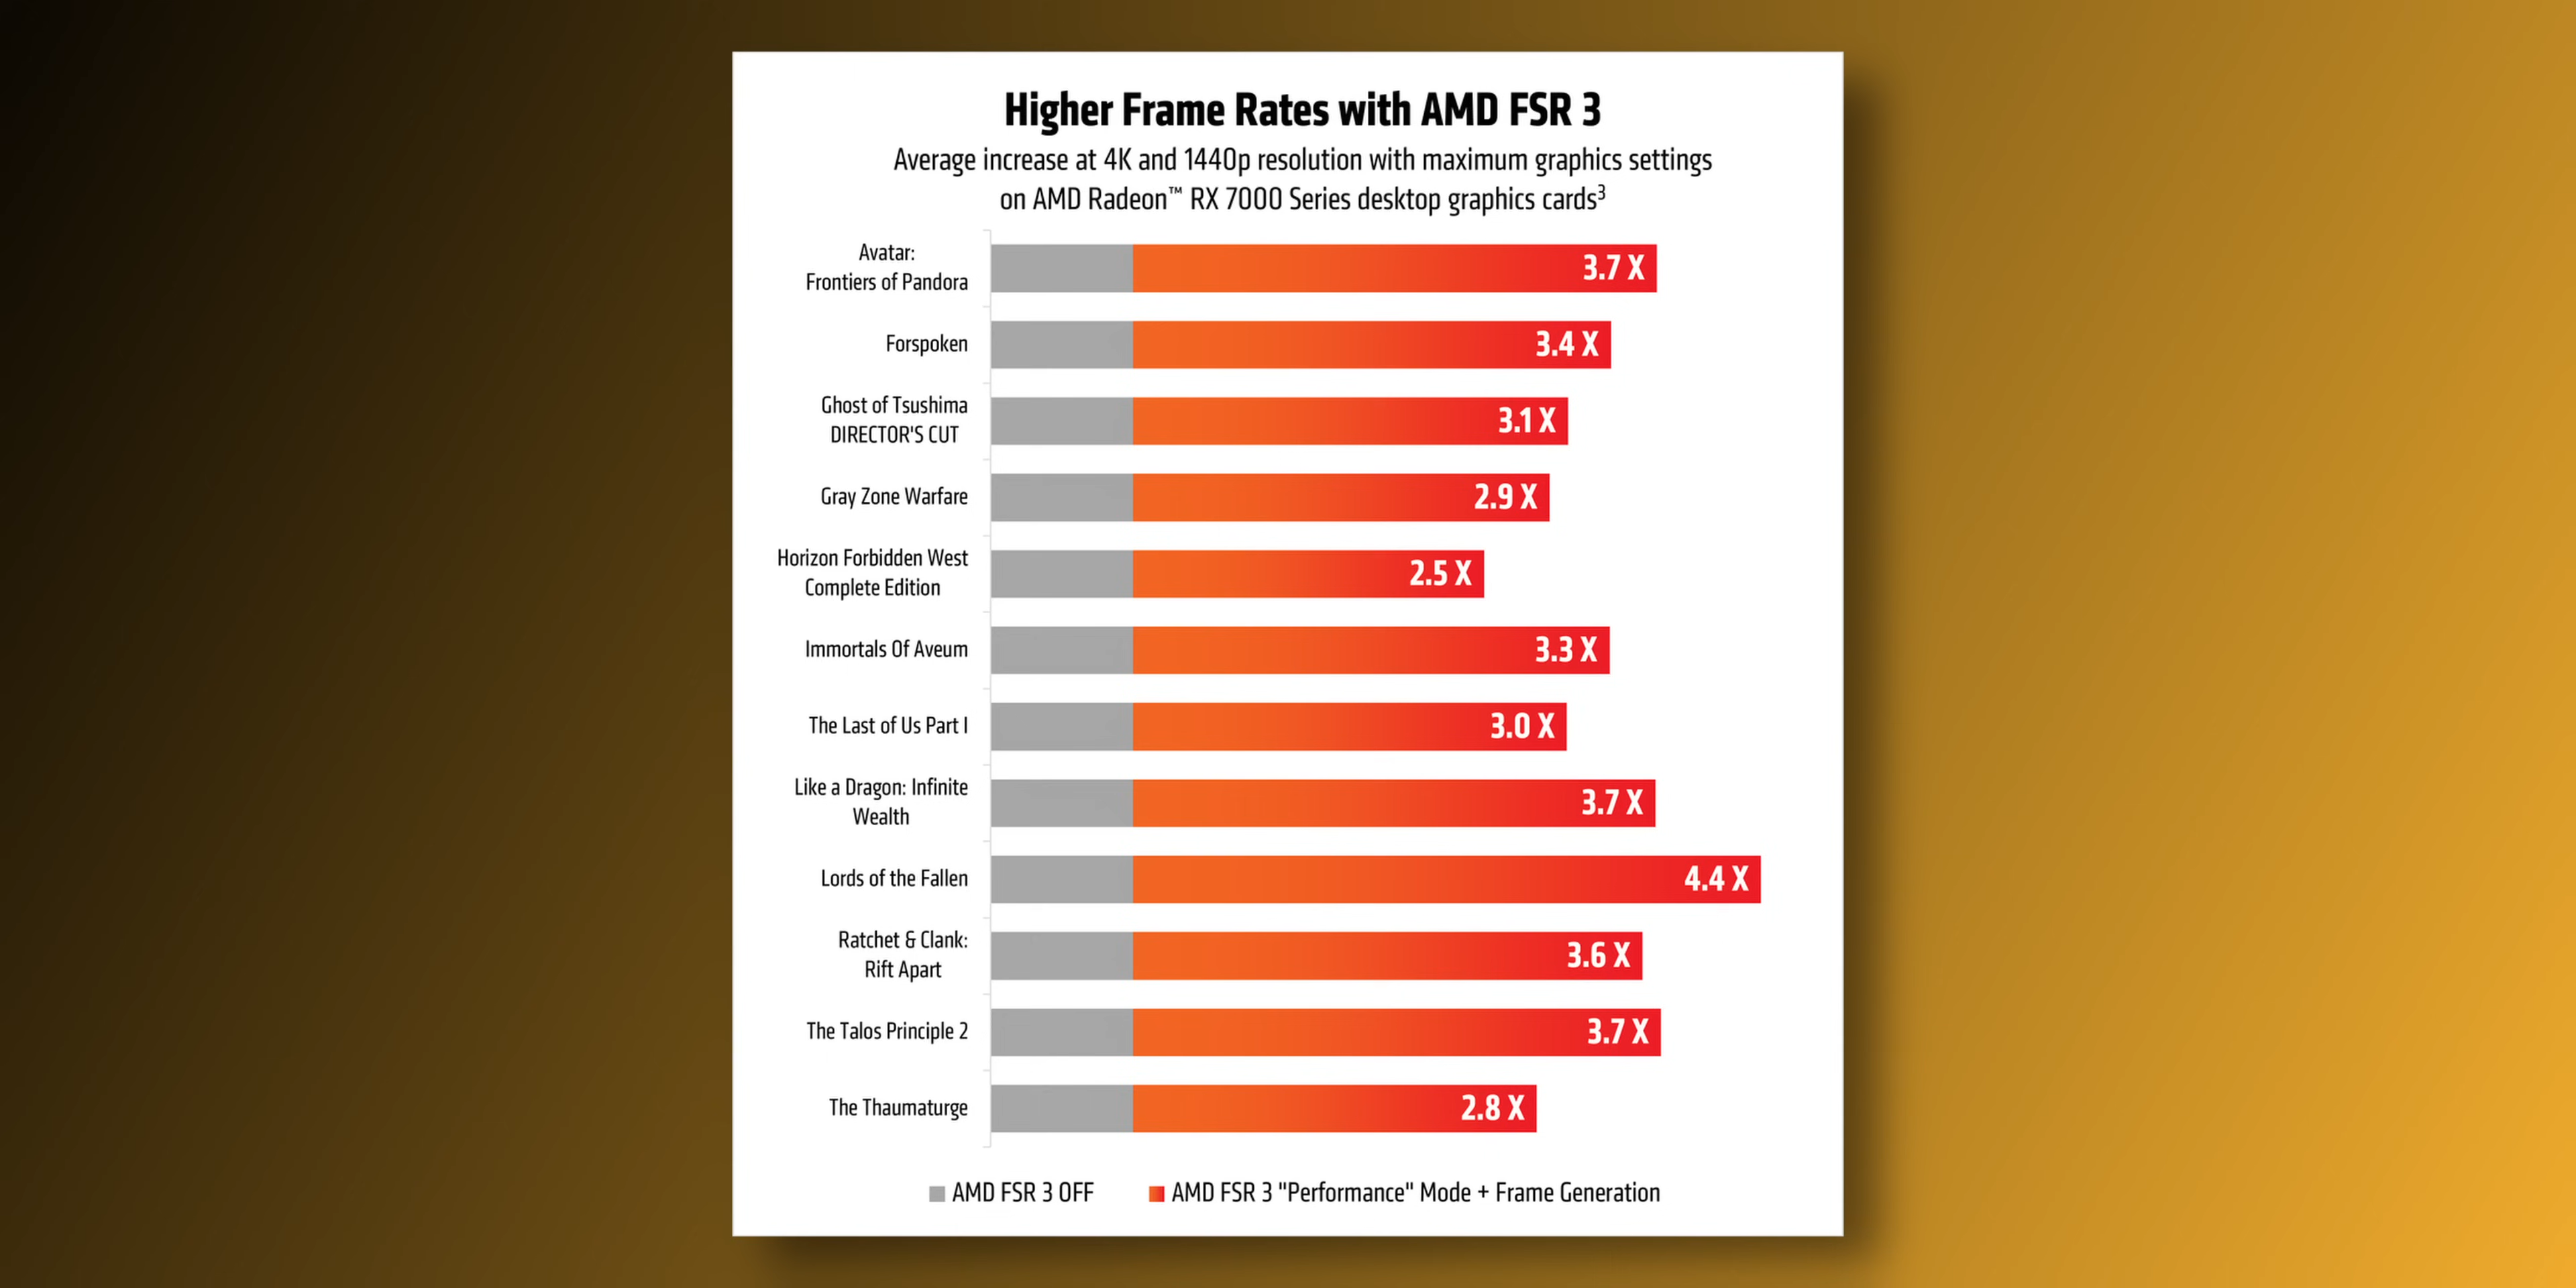 Higher Frame Rates with AMD FSR 3
Average increase at 4K and 1440p resolution with maximum graphics settings
on AMD Radeon™ RX 7000 Series desktop graphics cards³
Avatar:
Frontiers of Pandora
3.7 X
Forspoken
3.4 X
Ghost of Tsushima
DIRECTOR'S CUT
3.1 X
Gray Zone Warfare
2.9 X
Horizon Forbidden West
Complete Edition
2.5 X
Immortals Of Aveum
3.3 X
The Last of Us Part I
3.0 X
Like a Dragon: Infinite
Wealth
3.7 X
Lords of the Fallen
4.4 X
Ratchet & Clank:
Rift Apart
3.6 X
The Talos Principle 2
3.7 X
The Thaumaturge
2.8 X
AMD FSR 3 OFF
AMD FSR 3 "Performance" Mode + Frame Generation